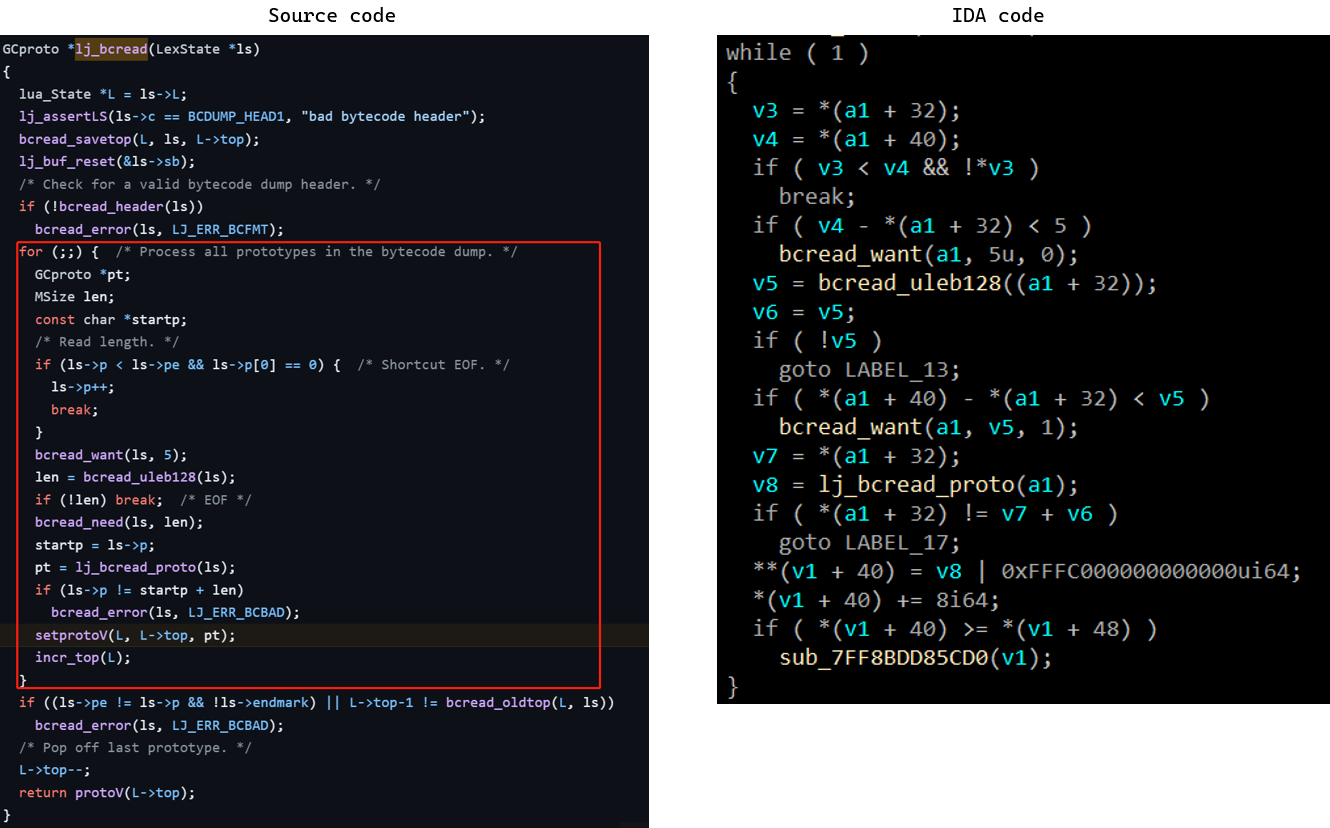 Source code
GCproto *lj_bcread(LexState *ls)
{
  lua_State *L = ls->L;
  lj_assertLS(ls->c == BCDUMP_HEAD1, "bad bytecode header");
  bcread_savetop(L, ls, L->top);
  lj_buf_reset(&ls->sb);
  /* Check for a valid bytecode dump header. */
  if (!bcread_header(ls))
    bcread_error(ls, LJ_ERR_BCFMT);
  for (;;) {  /* Process all prototypes in the bytecode dump. */
    GCproto *pt;
    MSize len;
    const char *startp;
    /* Read length. */
    if (ls->p < ls->pe && ls->p[0] == 0) {  /* Shortcut EOF. */
      ls->p++;
      break;
    }
    bcread_want(ls, 5);
    len = bcread_uleb128(ls);
    if (!len) break;  /* EOF */
    bcread_need(ls, len);
    startp = ls->p;
    pt = lj_bcread_proto(ls);
    if (ls->p != startp + len)
      bcread_error(ls, LJ_ERR_BCBAD);
    setprotoV(L, L->top, pt);
    incr_top(L);
  }
  if ((ls->pe != ls->p && !ls->endmark) || L->top-1 != bcread_oldtop(L, ls))
    bcread_error(ls, LJ_ERR_BCBAD);
  /* Pop off last prototype. */
  L->top--;
  return protoV(L->top);
}
IDA code
while ( 1 )
{
  v3 = *(a1 + 32);
  v4 = *(a1 + 40);
  if ( v3 < v4 && !*v3 )
    break;
  if ( v4 - *(a1 + 32) < 5 )
    bcread_want(a1, 5u, 0);
  v5 = bcread_uleb128((a1 + 32));
  v6 = v5;
  if ( !v5 )
    goto LABEL_13;
  if ( *(a1 + 40) - *(a1 + 32) < v5 )
    bcread_want(a1, v5, 1);
  v7 = *(a1 + 32);
  v8 = lj_bcread_proto(a1);
  if ( *(a1 + 32) != v7 + v6 )
    goto LABEL_17;
  **(v1 + 40) = v8 | 0xFFFC000000000000ui64;
  *(v1 + 40) += 8i64;
  if ( *(v1 + 40) >= *(v1 + 48) )
    sub_7FF8BDD85CD0(v1);
}